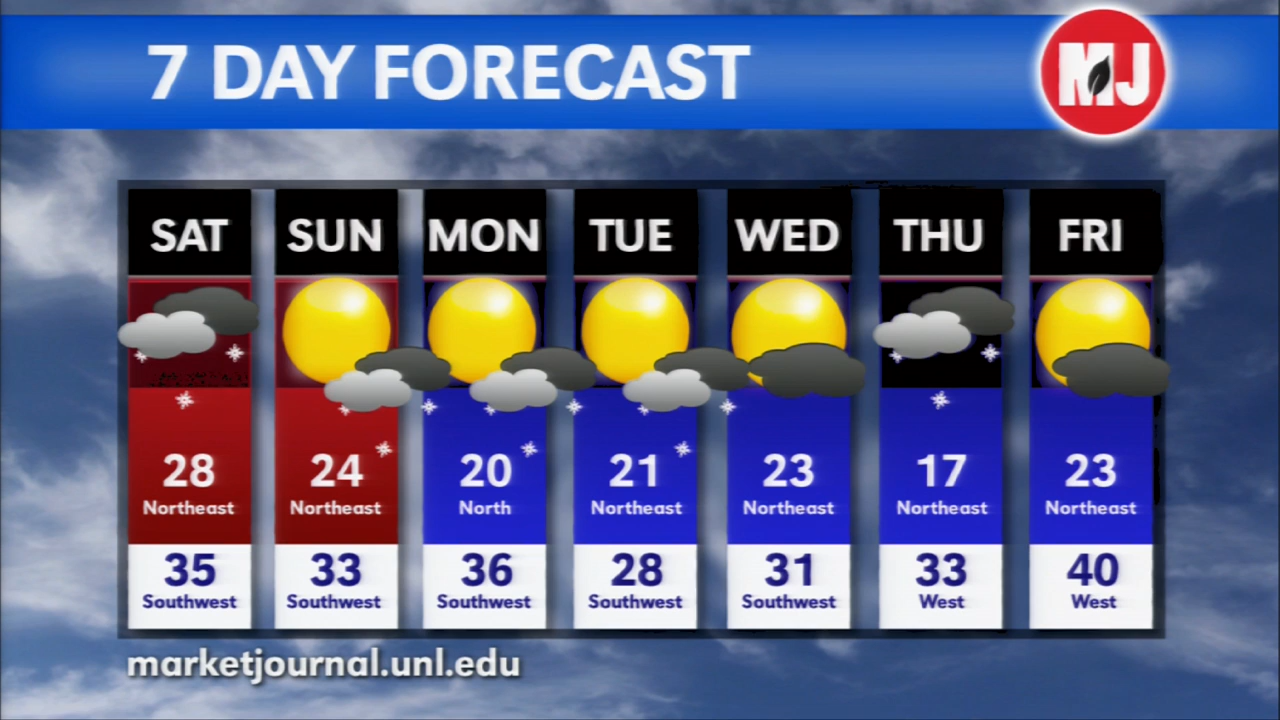 7 DAY FORECAST
MJ
SAT SUN MON TUE WED THU FRI
28 24 20 21 23 17 23
Northeast Northeast North Northeast Northeast Northeast Northeast
35 33 36 28 31 33 40
Southwest Southwest Southwest Southwest Southwest West West
marketjournal.unl.edu